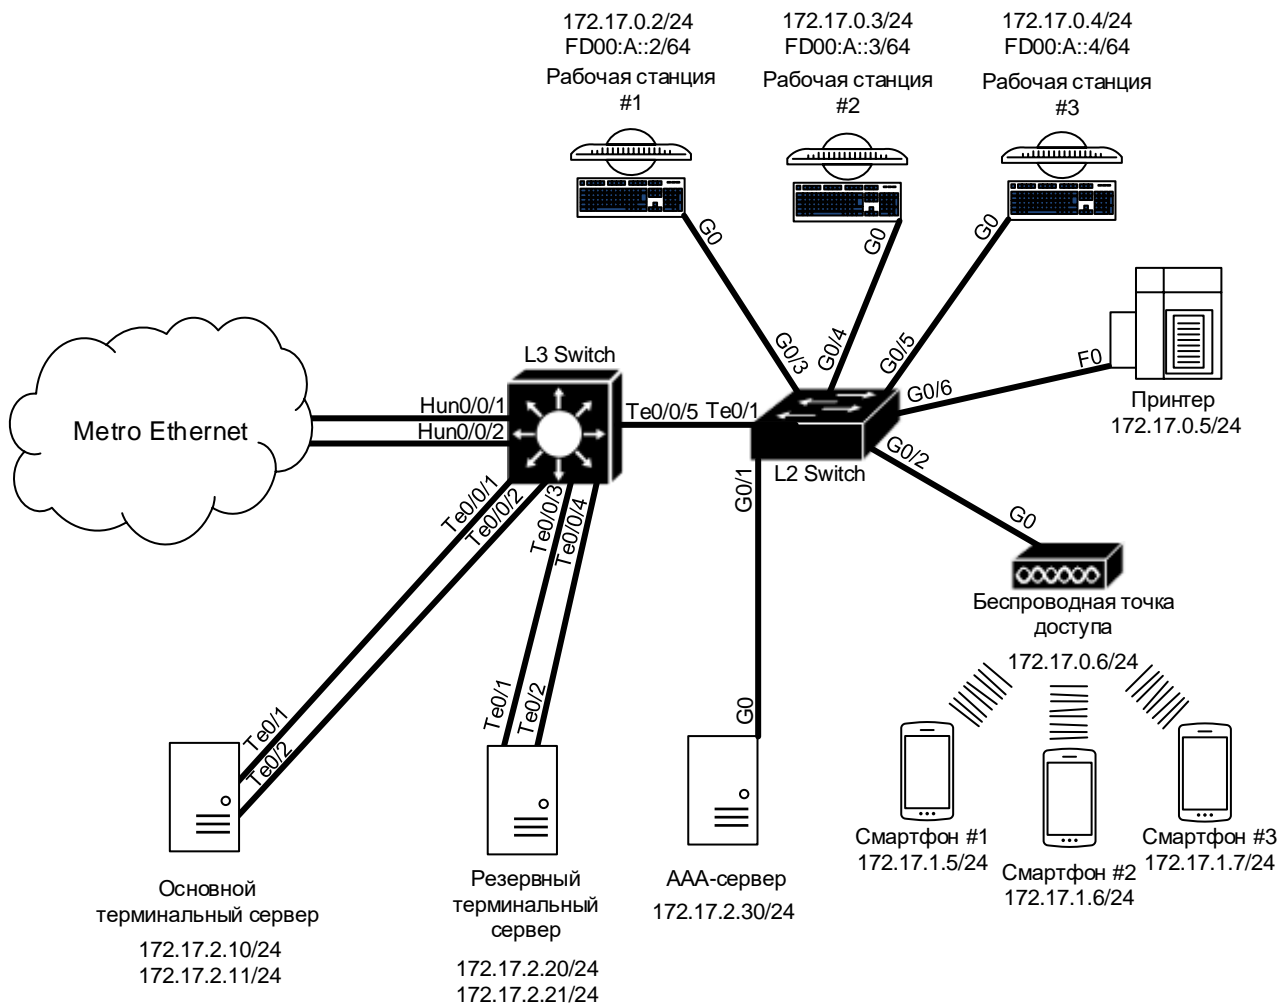 172.17.0.2/24
FD00:A::2/64
Рабочая станция
#1
172.17.0.3/24
FD00:A::3/64
Рабочая станция
#2
172.17.0.4/24
FD00:A::4/64
Рабочая станция
#3
G0
G0
G0
G0/3
G0/4
G0/5
G0/6
F0
Принтер
172.17.0.5/24
L3 Switch
Metro Ethernet
Hun0/0/1
Hun0/0/2
Te0/0/5
Te0/1
L2 Switch
G0/2
G0
G0/1
G0
Te0/0/1
Te0/0/2
Te0/0/3
Te0/0/4
Te0/1
Te0/2
Te0/1
Te0/2
Беспроводная точка
доступа
172.17.0.6/24
Смартфон #1
172.17.1.5/24
Смартфон #2
172.17.1.6/24
Смартфон #3
172.17.1.7/24
Основной
терминальный сервер
172.17.2.10/24
172.17.2.11/24
Резервный
терминальный
сервер
172.17.2.20/24
172.17.2.21/24
ААА-сервер
172.17.2.30/24